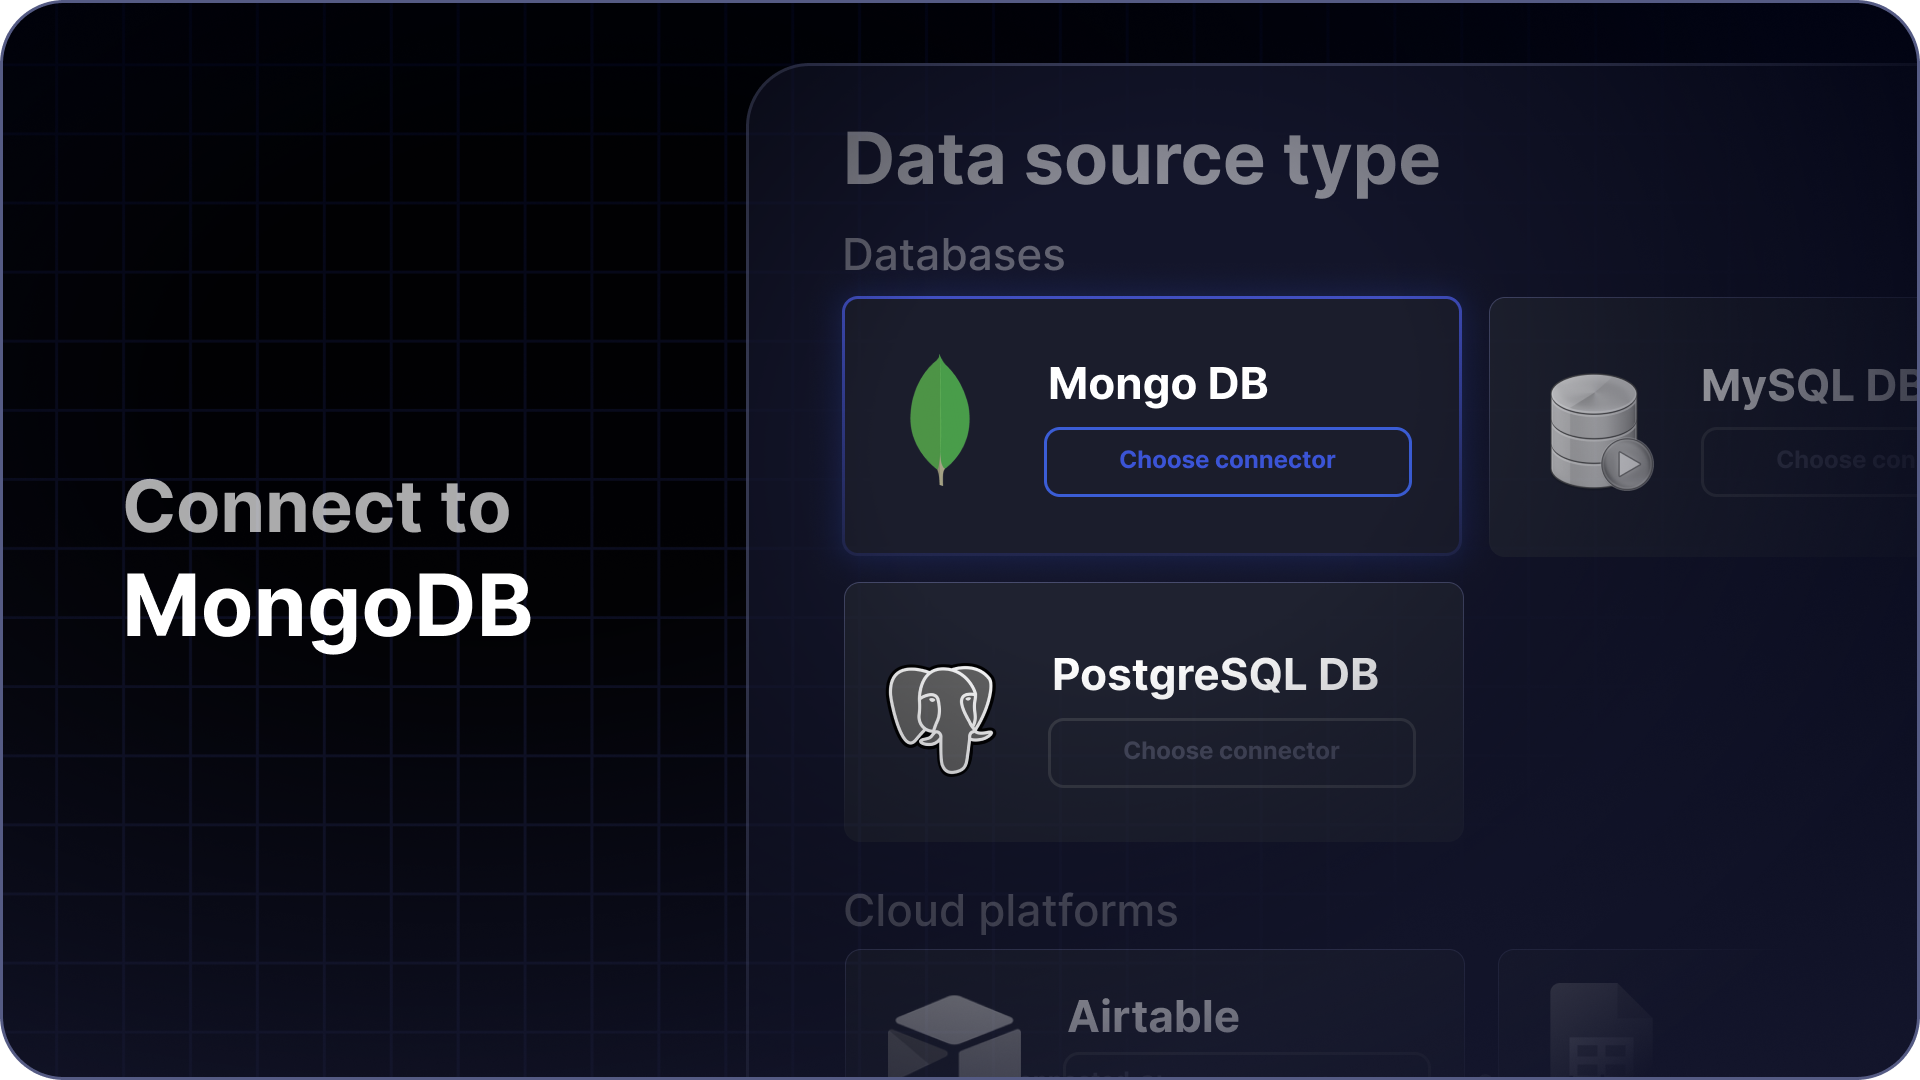 Connect to
MongoDB
Data source type
Databases
Mongo DB
Choose connector
MySQL DB
Choose con
PostgreSQL DB
Choose connector
Cloud platforms
Airtable